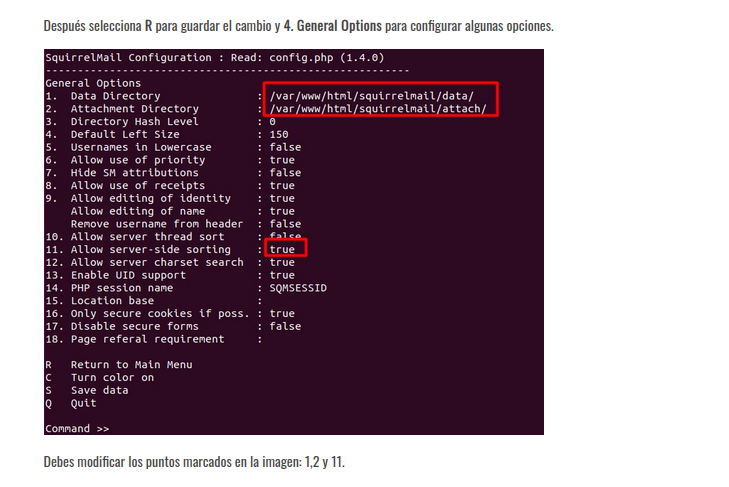 Después selecciona R para guardar el cambio y 4. General Options para configurar algunas opciones.
SquirrelMail Configuration : Read: config.php (1.4.0)
---------------------------------------------------------
General Options
1.  Data Directory               : /var/www/html/squirrelmail/data/
2.  Attachment Directory         : /var/www/html/squirrelmail/attach/
3.  Directory Hash Level         : 0
4.  Default Left Size            : 150
5.  Usernames in Lowercase       : false
6.  Allow use of priority        : true
7.  Hide SM attributions         : false
8.  Allow use of receipts        : true
9.  Allow editing of identity    : true
    Allow editing of name        : true
    Remove username from header  : false
10. Allow server thread sort     : false
11. Allow server-side sorting    : true
12. Allow server charset search  : true
13. Enable UID support           : true
14. PHP session name             : SQMSESSID
15. Location base                :
16. Only secure cookies if poss. : true
17. Disable secure forms         : false
18. Page referal requirement     :
R   Return to Main Menu
C   Turn color on
S   Save data
Q   Quit
Command >>
Debes modificar los puntos marcados en la imagen: 1,2 y 11.